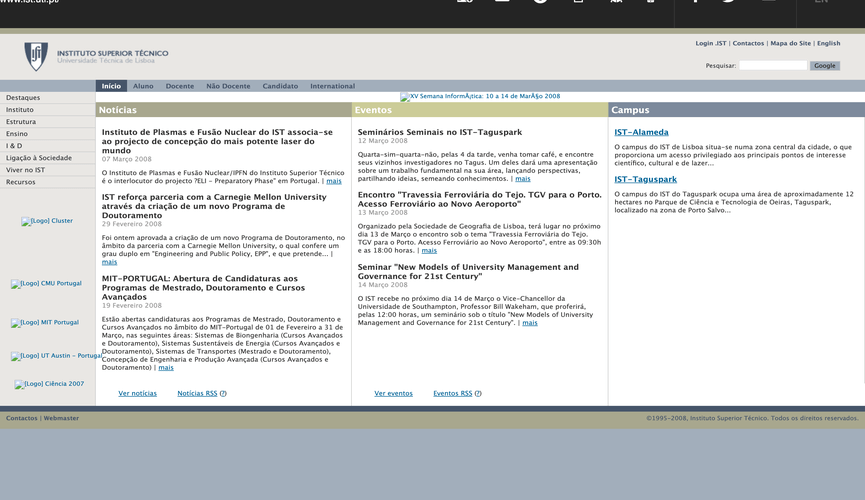 www.ist.utl.pt/
EN
Login .IST | Contactos | Mapa do Site | English
INSTITUTO SUPERIOR TÉCNICO
Universidade Técnica de Lisboa
Pesquisar: Google
Início Aluno Docente Não Docente Candidato International
Destaques
Instituto
Estrutura
Ensino
I & D
Ligação à Sociedade
Viver no IST
Recursos
[Logo] Cluster
[Logo] CMU Portugal
[Logo] MIT Portugal
[Logo] UT Austin - Portugal
[Logo] Ciência 2007
XV Semana InformÃ¡tica: 10 a 14 de MarÃ§o 2008
Notícias
Instituto de Plasmas e Fusão Nuclear do IST associa-se
ao projecto de concepção do mais potente laser do
mundo
07 Março 2008
O Instituto de Plasmas e Fusão Nuclear/IPFN do Instituto Superior Técnico
é o interlocutor do projecto ?ELI - Preparatory Phase" em Portugal. | mais
IST reforça parceria com a Carnegie Mellon University
através da criação de um novo Programa de
Doutoramento
29 Fevereiro 2008
Foi ontem aprovada a criação de um novo Programa de Doutoramento, no
âmbito da parceria com a Carnegie Mellon University, o qual confere um
grau duplo em "Engineering and Public Policy, EPP", e que pretende... |
mais
MIT-PORTUGAL: Abertura de Candidaturas aos
Programas de Mestrado, Doutoramento e Cursos
Avançados
19 Fevereiro 2008
Estão abertas candidaturas aos Programas de Mestrado, Doutoramento e
Cursos Avançados no âmbito do MIT-Portugal de 01 de Fevereiro a 31 de
Março, nas seguintes áreas: Sistemas de Biongenharia (Cursos Avançados
e Doutoramento), Sistemas Sustentáveis de Energia (Cursos Avançados e
Doutoramento), Sistemas de Transportes (Mestrado e Doutoramento),
Concepção de Engenharia e Produção Avançada (Cursos Avançados e
Doutoramento) | mais
Ver notícias Notícias RSS (?)
Eventos
Seminários Seminais no IST-Taguspark
12 Março 2008
Quarta-sim-quarta-não, pelas 4 da tarde, venha tomar café, e encontre
seus vizinhos investigadores no Tagus. Um deles dará uma apresentação
sobre um trabalho fundamental na sua área, lançando perspectivas,
partilhando ideias, semeando conhecimentos. | mais
Encontro "Travessia Ferroviária do Tejo. TGV para o Porto.
Acesso Ferroviário ao Novo Aeroporto"
13 Março 2008
Organizado pela Sociedade de Geografia de Lisboa, terá lugar no próximo
dia 13 de Março o encontro sob o tema "Travessia Ferroviária do Tejo.
TGV para o Porto. Acesso Ferroviário ao Novo Aeroporto", entre as 09:30h
e as 18:00 horas. | mais
Seminar "New Models of University Management and
Governance for 21st Century"
14 Março 2008
O IST recebe no próximo dia 14 de Março o Vice-Chancellor da
Universidade de Southampton, Professor Bill Wakeham, que proferirá,
pelas 12:00 horas, um seminário sob o título "New Models of University
Management and Governance for 21st Century". | mais
Ver eventos Eventos RSS (?)
Campus
IST-Alameda
O campus do IST de Lisboa situa-se numa zona central da cidade, o que
proporciona um acesso privilegiado aos principais pontos de interesse
científico, cultural e de lazer...
IST-Taguspark
O campus do IST do Taguspark ocupa uma área de aproximadamente 12
hectares no Parque de Ciência e Tecnologia de Oeiras, Taguspark,
localizado na zona de Porto Salvo...
Contactos | Webmaster
©1995-2008, Instituto Superior Técnico. Todos os direitos reservados.